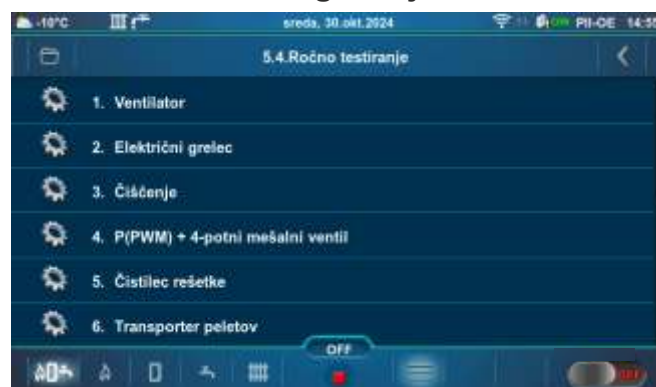 -10°C sreda, 30.okt.2024 PII-OE 14:55
5.4.Ročno testiranje
1. Ventilator
2. Električni grelec
3. Čiščenje
4. P(PWM) + 4-potni mešalni ventil
5. Čistilec rešetke
6. Transporter peletov
OFF
OFF